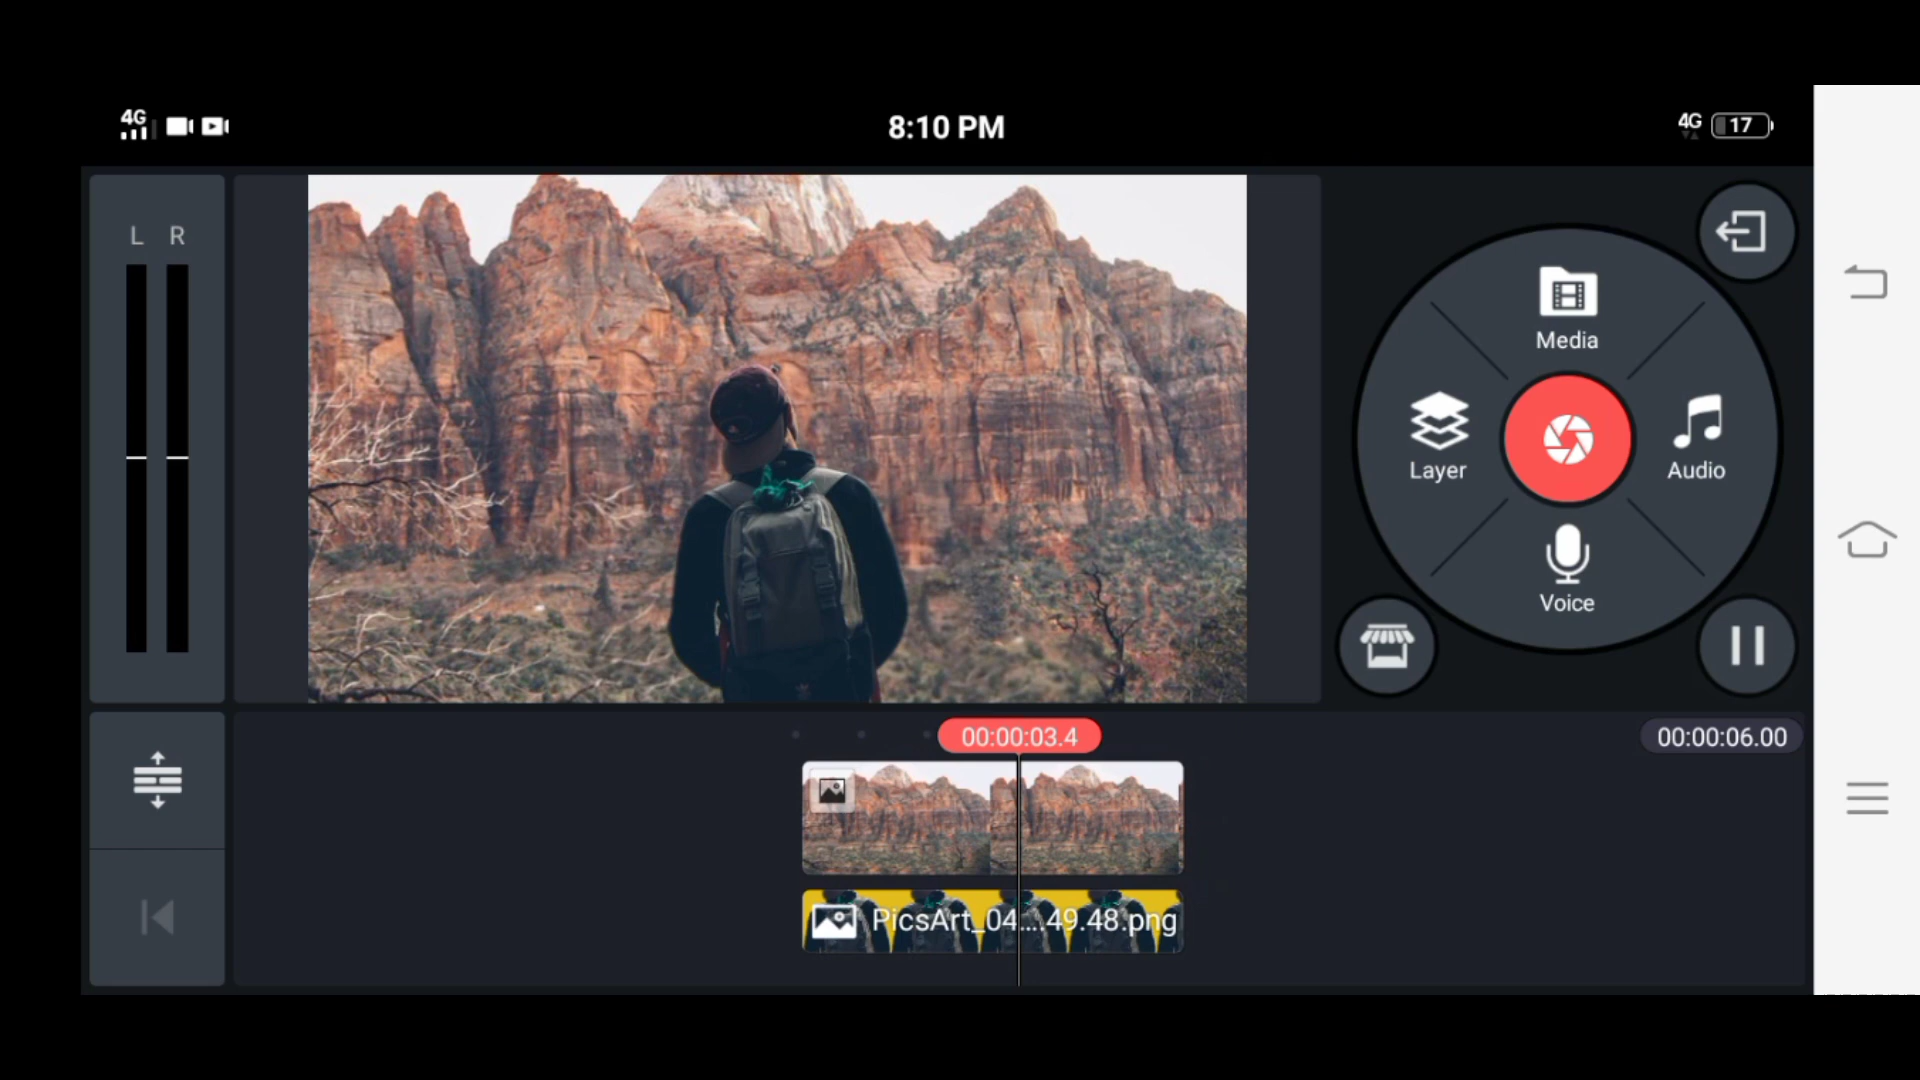 4G
8:10 PM
4G 17
L R
Media
Layer
Audio
Voice
00:00:03.4
00:00:06.00
PicsArt_04....49.48.png